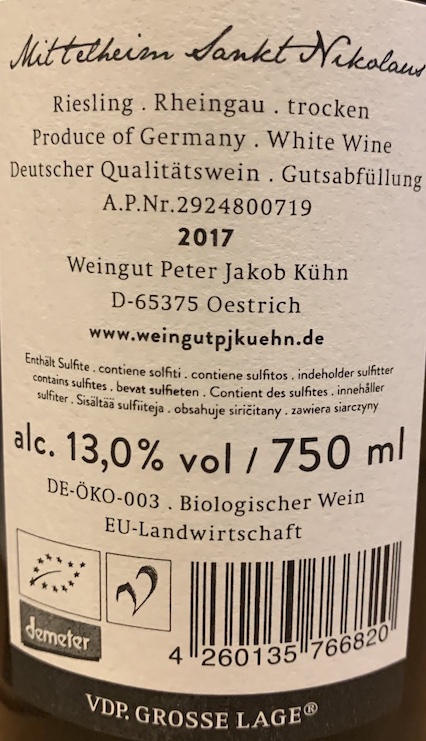 Mittelheim Sankt Nikolaus
Riesling . Rheingau . trocken
Produce of Germany . White Wine
Deutscher Qualitätswein . Gutsabfüllung
A.P.Nr.2924800719
2017
Weingut Peter Jakob Kühn
D-65375 Oestrich
www.weingutpjkuehn.de
Enthält Sulfite . contiene solfiti . contiene sulfitos . indeholder sulfitter
contains sulfites . bevat sulfieten . Contient des sulfites . innehåller
sulfiter . Sisältää sulfiiteja . obsahuje siričitany . zawiera siarczyny
alc. 13,0% vol / 750 ml
DE-ÖKO-003 . Biologischer Wein
EU-Landwirtschaft
demeter
4 260135 766820
VDP. GROSSE LAGE®